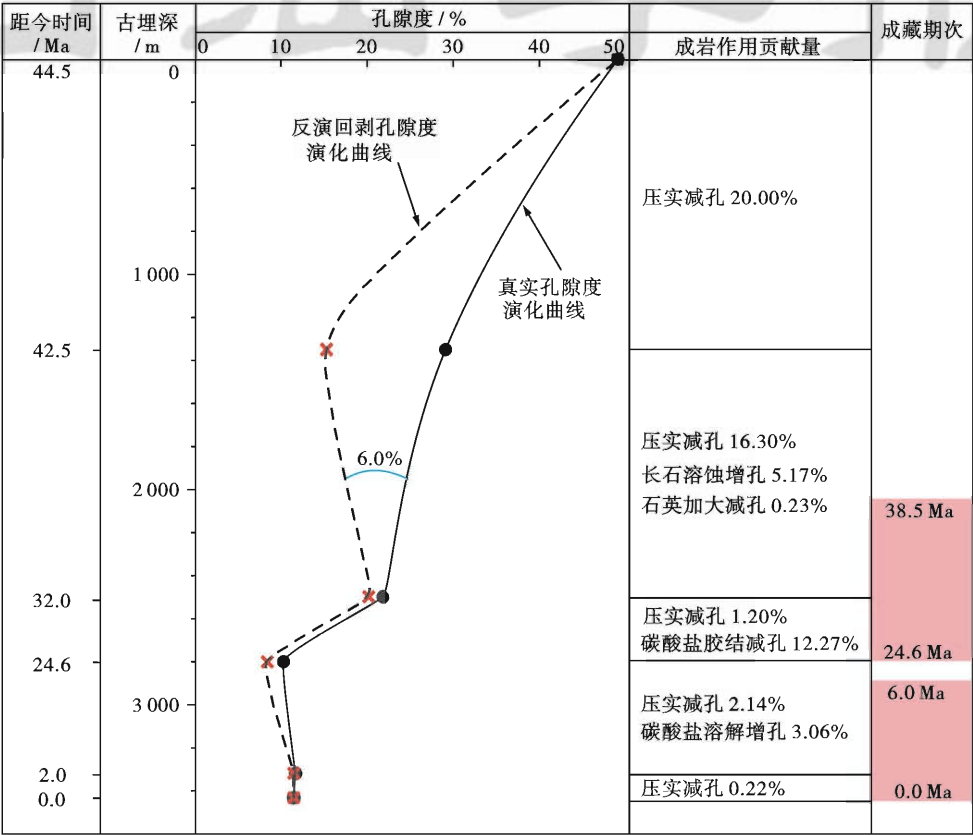 距今时间
/ Ma
古埋深
/ m
孔隙度 / %
0 10 20 30 40 50
成岩作用贡献量
成藏期次
44.5
0
反演回剥孔隙度
演化曲线
压实减孔 20.00%
1 000
真实孔隙度
演化曲线
42.5
压实减孔 16.30%
6.0%
长石溶蚀增孔 5.17%
2 000
石英加大减孔 0.23%
38.5 Ma
32.0
压实减孔 1.20%
碳酸盐胶结减孔 12.27%
24.6
24.6 Ma
6.0 Ma
3 000
压实减孔 2.14%
碳酸盐溶解增孔 3.06%
2.0
压实减孔 0.22%
0.0
0.0 Ma